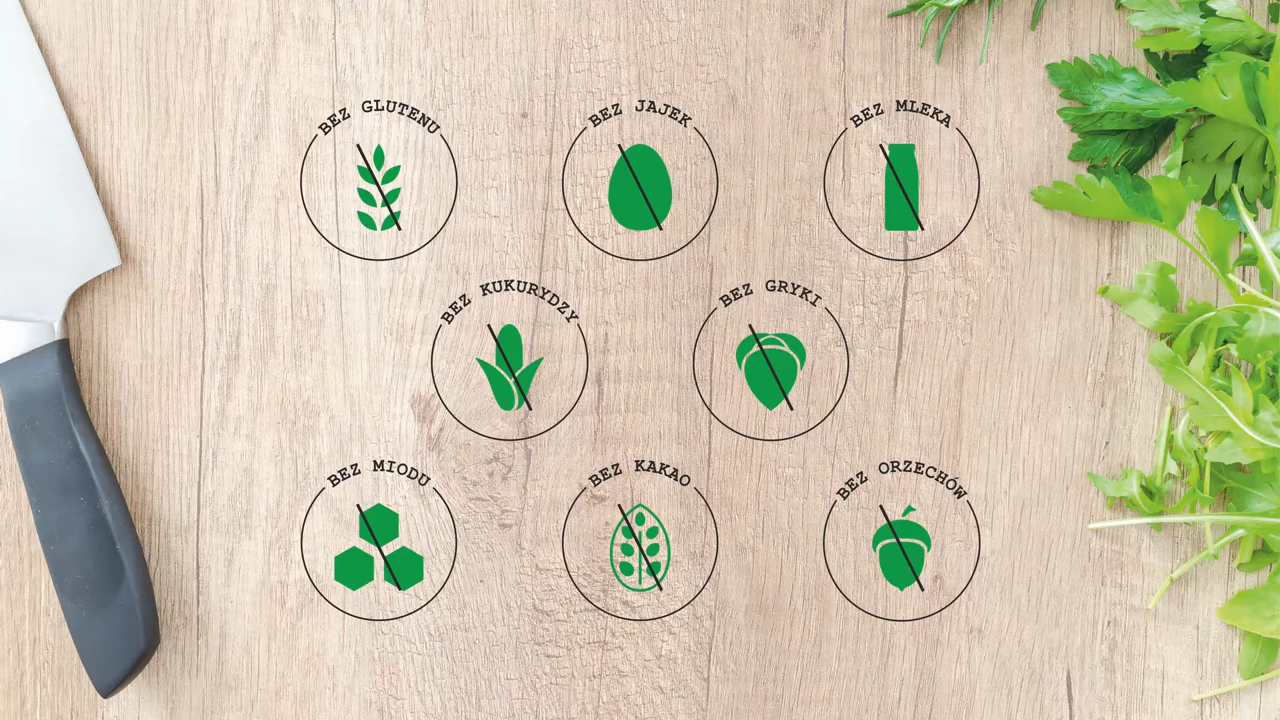 BEZ GLUTENU
BEZ JAJEK
BEZ MLEKA
BEZ KUKURYDZY
BEZ GRYKI
BEZ MIODU
BEZ KAKAO
BEZ ORZECHÓW